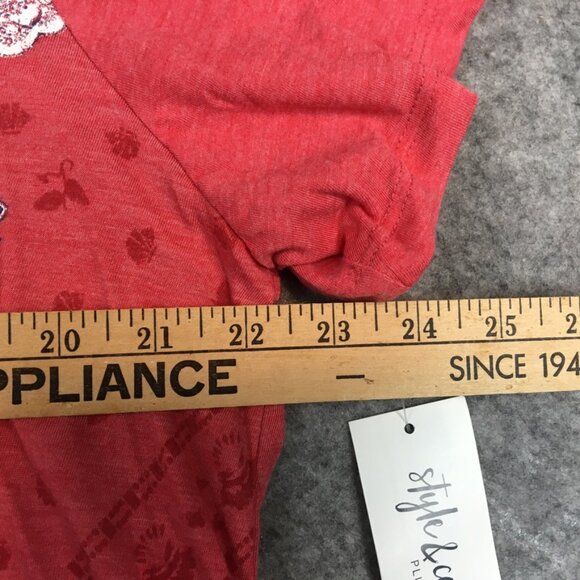 20 21 22 23 24 25
PPLIANCE — SINCE 194
style & c
PL